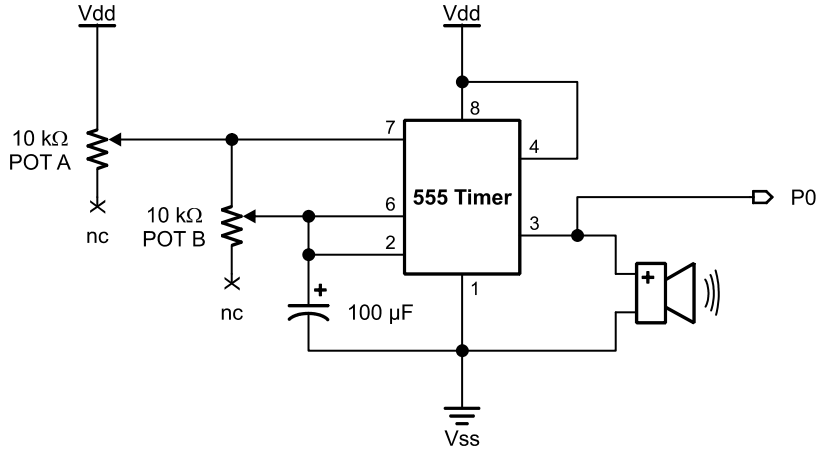 Vdd
Vdd
8
10 kΩ
POT A
7
4
555 Timer
10 kΩ
POT B
6
3
P0
nc
2
+
nc
+
100 µF
1
Vss